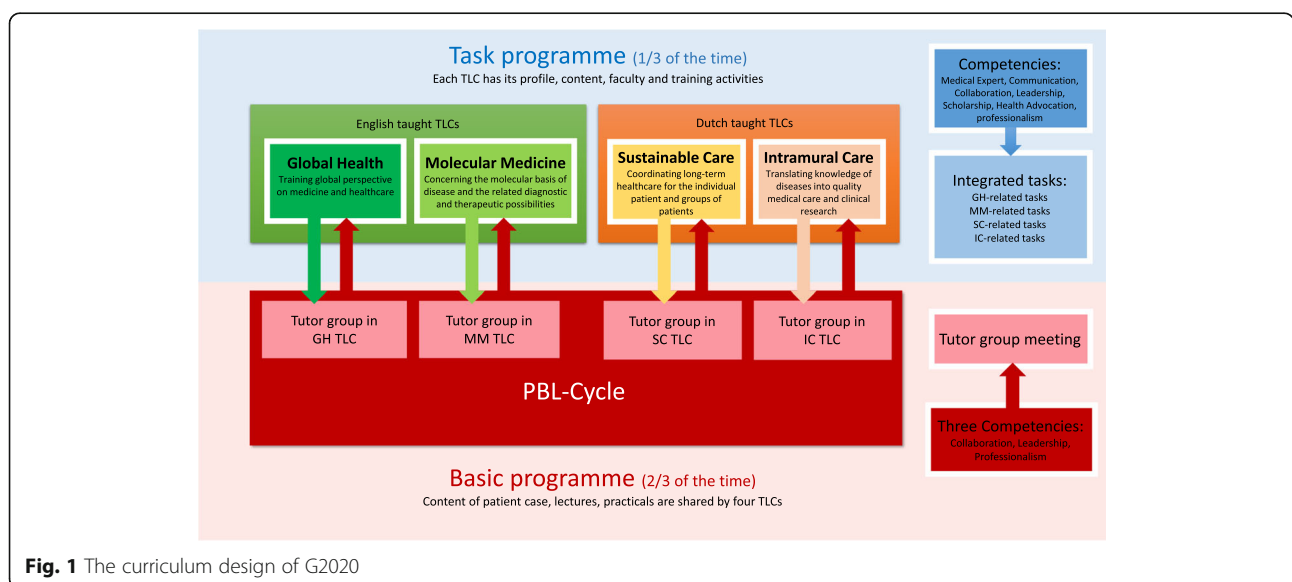 Task programme (1/3 of the time)
Each TLC has its profile, content, faculty and training activities
English taught TLCs
Global Health
Training global perspective
on medicine and healthcare
Molecular Medicine
Concerning the molecular basis of
disease and the related diagnostic
and therapeutic possibilities
Dutch taught TLCs
Sustainable Care
Coordinating long-term
healthcare for the individual
patient and groups of
patients
Intramural Care
Translating knowledge of
diseases into quality
medical care and clinical
research
Competencies:
Medical Expert, Communication,
Collaboration, Leadership,
Scholarship, Health Advocation,
professionalism
Integrated tasks:
GH-related tasks
MM-related tasks
SC-related tasks
IC-related tasks
Tutor group in
GH TLC
Tutor group in
MM TLC
Tutor group in
SC TLC
Tutor group in
IC TLC
PBL-Cycle
Tutor group meeting
Three Competencies:
Collaboration, Leadership,
Professionalism
Basic programme (2/3 of the time)
Content of patient case, lectures, practicals are shared by four TLCs
Fig. 1 The curriculum design of G2020